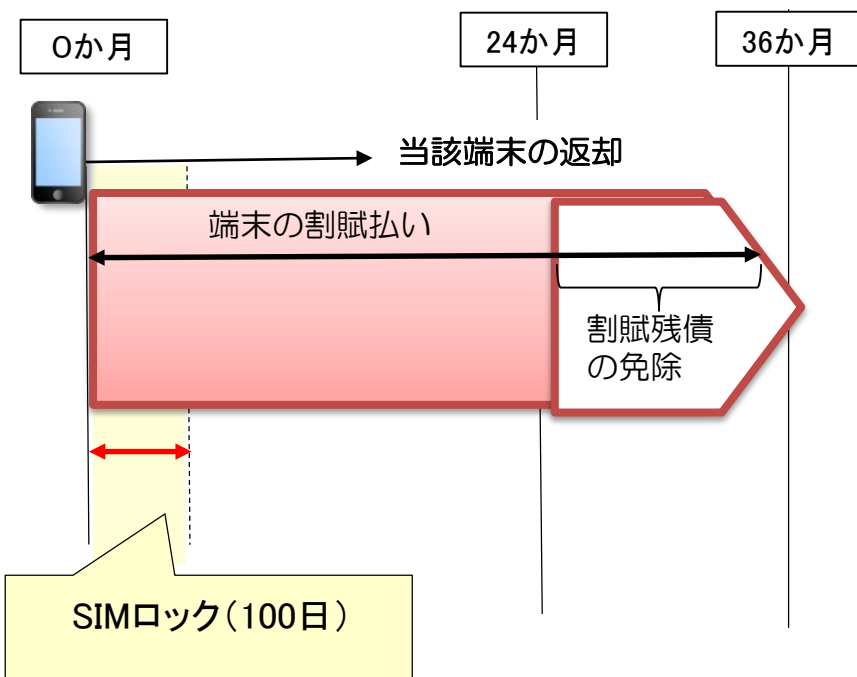 0か月
24か月
36か月
当該端末の返却
端末の割賦払い
割賦残債
の免除
SIMロック（100日）